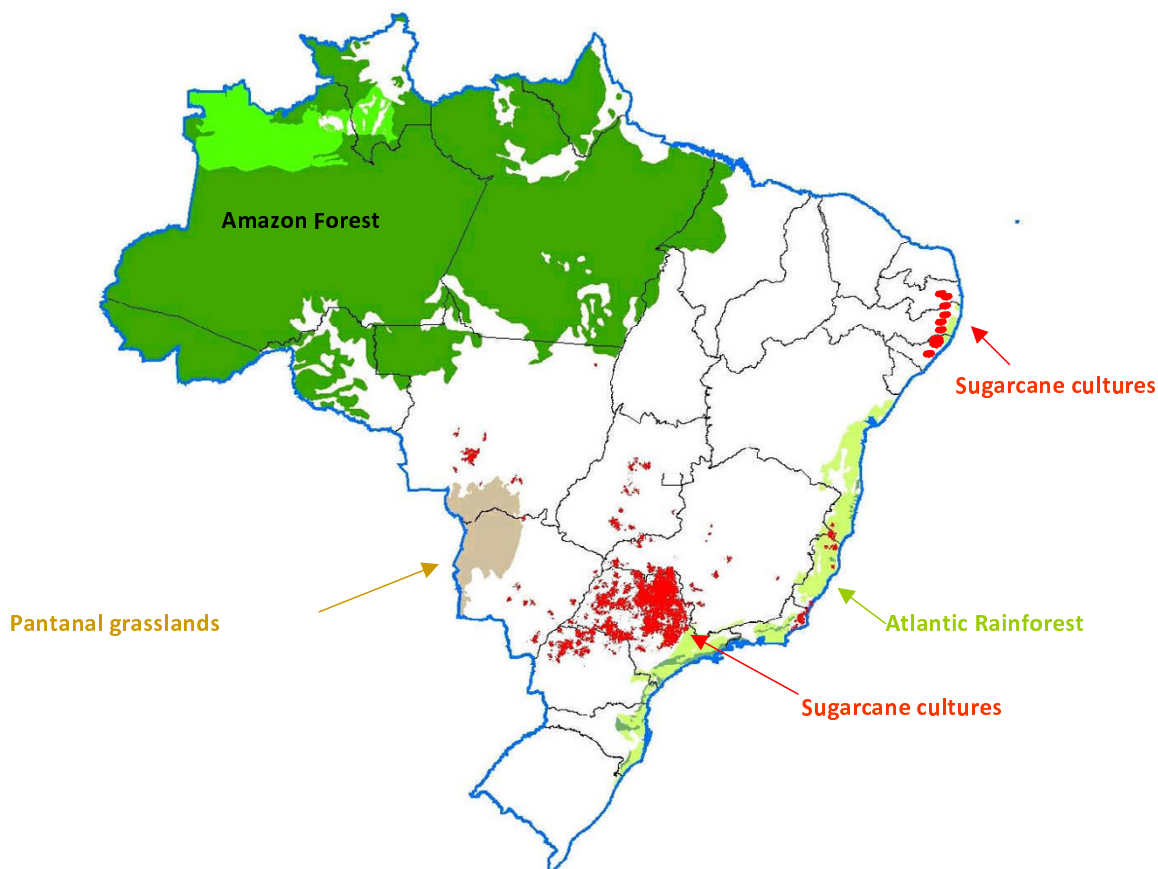 Amazon Forest
Sugarcane cultures
Pantanal grasslands
Atlantic Rainforest
Sugarcane cultures